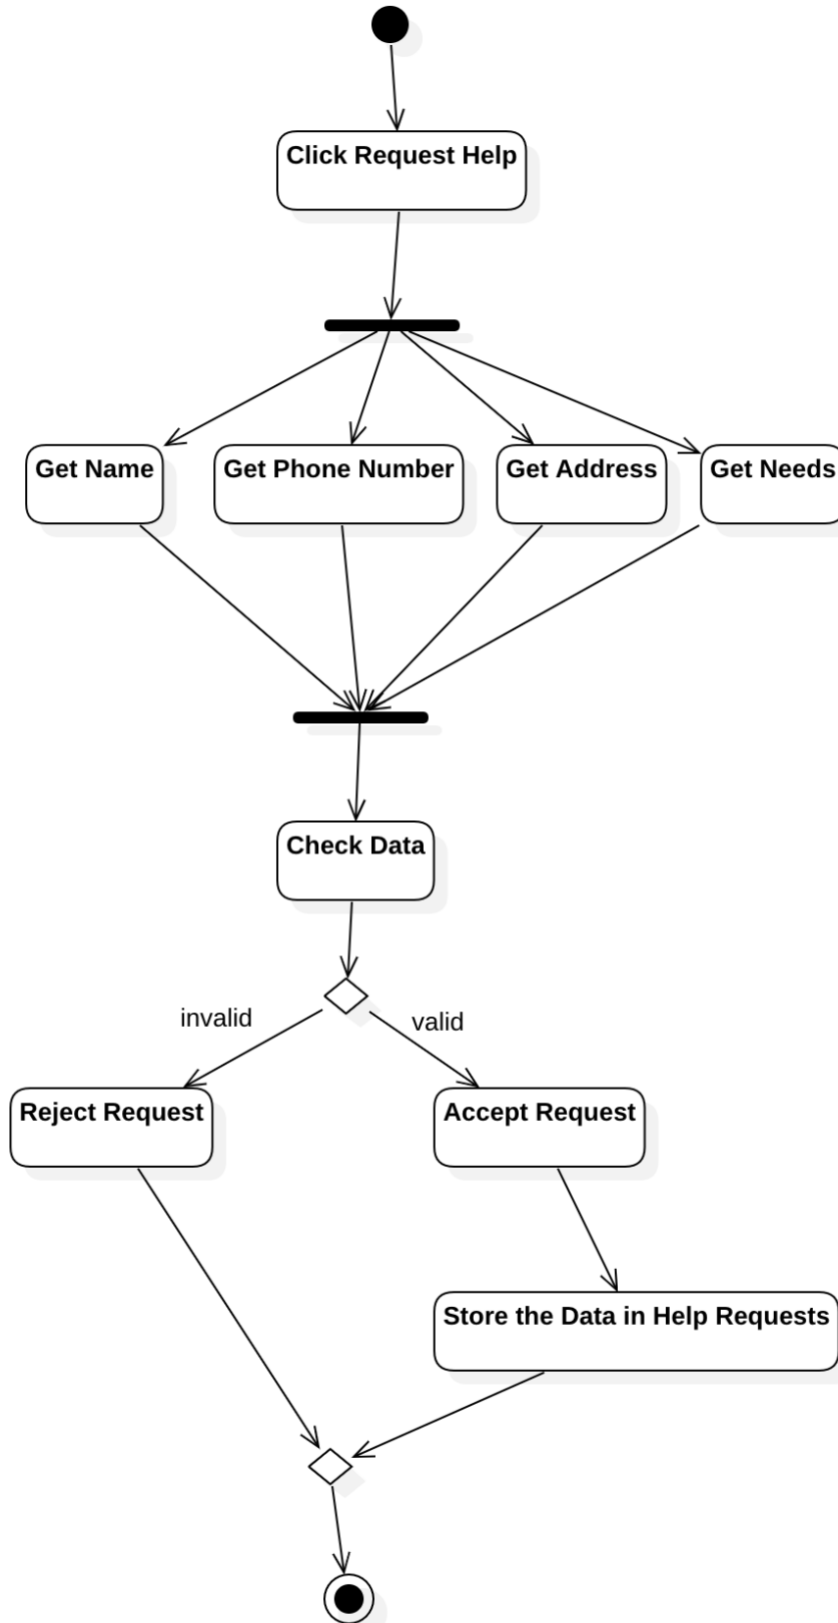 Click Request Help
Get Name
Get Phone Number
Get Address
Get Needs
Check Data
invalid
valid
Reject Request
Accept Request
Store the Data in Help Requests